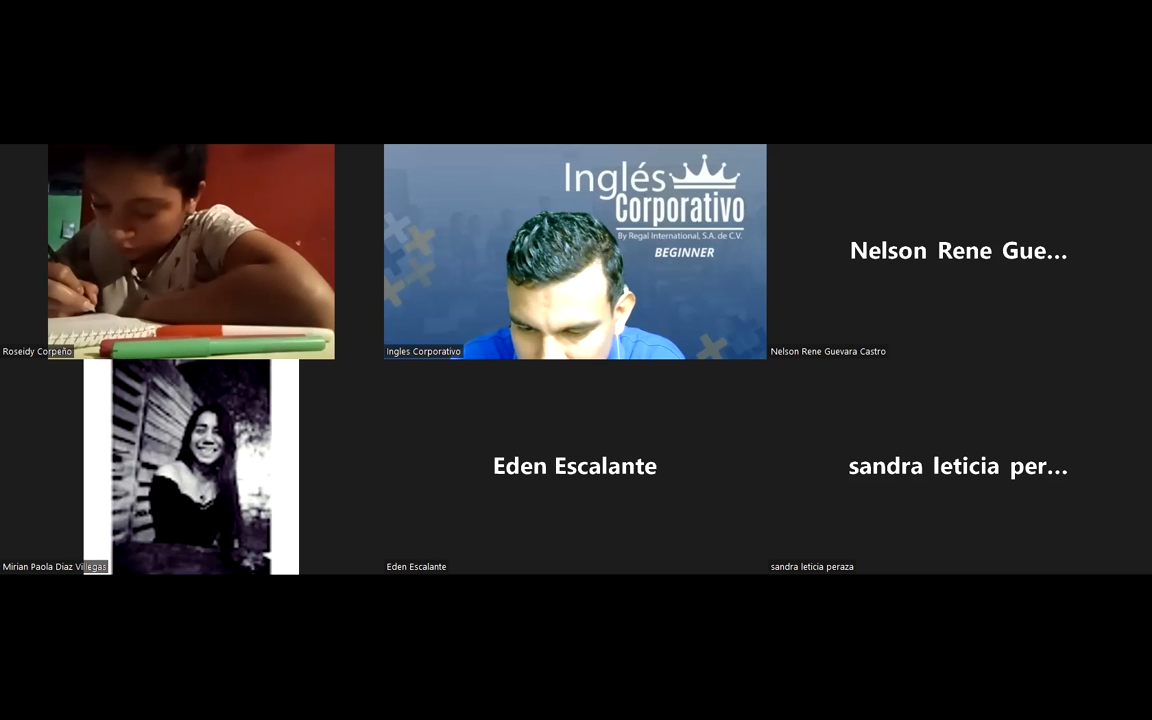 Inglés
Corporativo
By Regal International, S.A. de C.V.
BEGINNER
Roseidy Corpeño
Ingles Corporativo
Nelson Rene Gue...
Nelson Rene Guevara Castro
Mirian Paola Diaz Villegas
Eden Escalante
Eden Escalante
sandra leticia per...
sandra leticia peraza